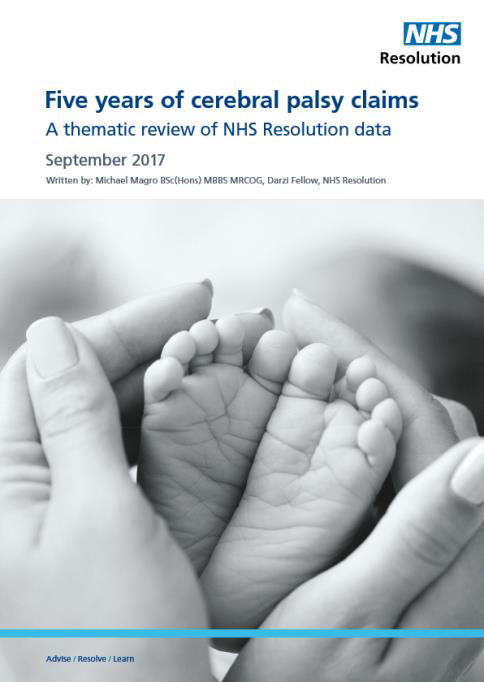 NHS
Resolution
Five years of cerebral palsy claims
A thematic review of NHS Resolution data
September 2017
Written by: Michael Magro BSc(Hons) MBBS MRCOG, Darzi Fellow, NHS Resolution
Advise / Resolve / Learn